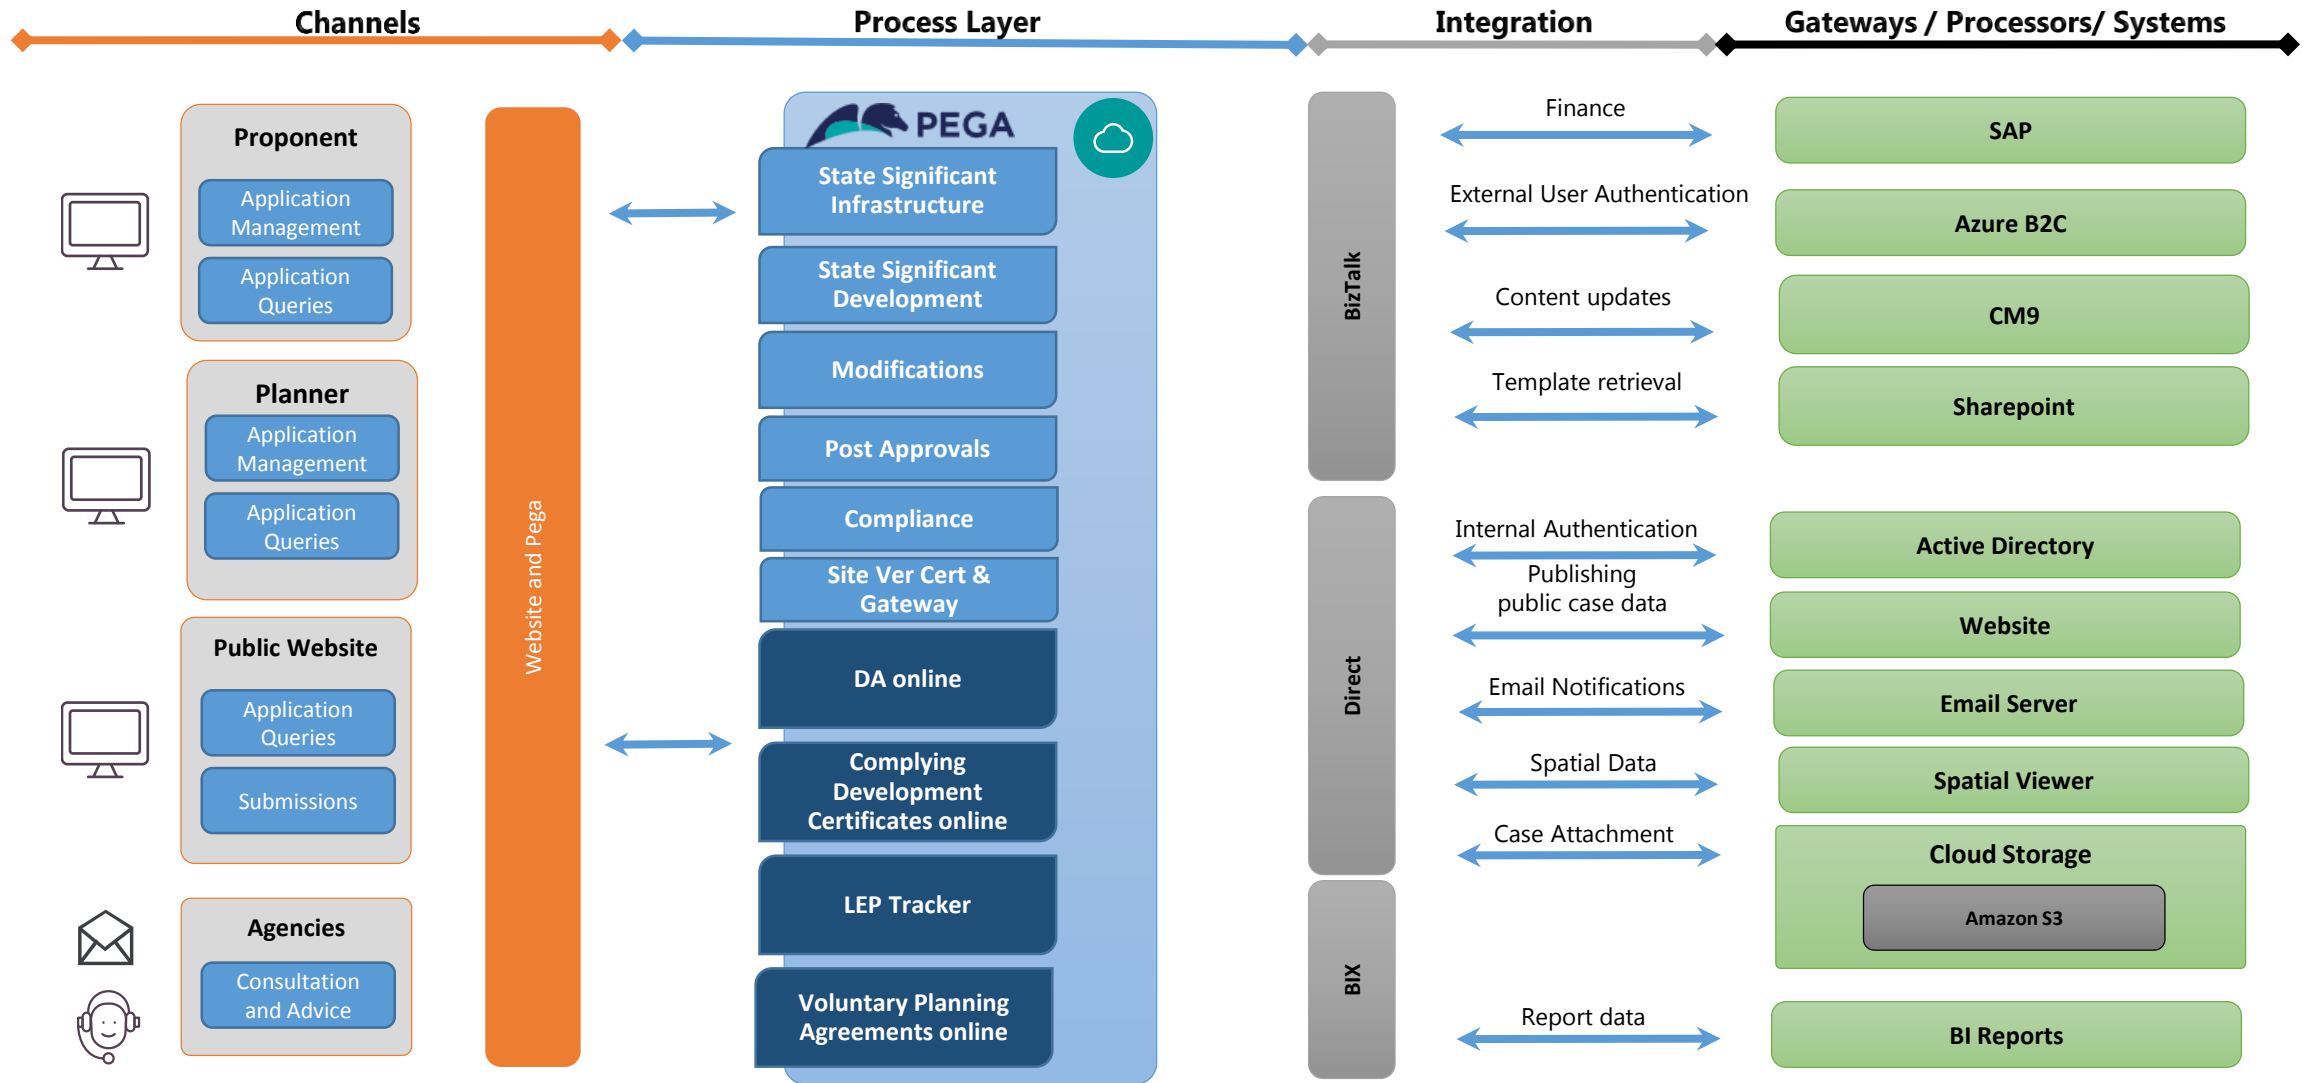 Channels
Process Layer
Integration
Gateways / Processors/ Systems
Proponent
Application
Management
Application
Queries
Planner
Application
Management
Application
Queries
Public Website
Application
Queries
Submissions
Agencies
Consultation
and Advice
Website and Pega
PEGA
State Significant
Infrastructure
State Significant
Development
Modifications
Post Approvals
Compliance
Site Ver Cert &
Gateway
DA online
Complying
Development
Certificates online
LEP Tracker
Voluntary Planning
Agreements online
BizTalk
Direct
BIX
Finance
External User Authentication
Content updates
Template retrieval
Internal Authentication
Publishing
public case data
Email Notifications
Spatial Data
Case Attachment
Report data
SAP
Azure B2C
CM9
Sharepoint
Active Directory
Website
Email Server
Spatial Viewer
Cloud Storage
Amazon S3
BI Reports